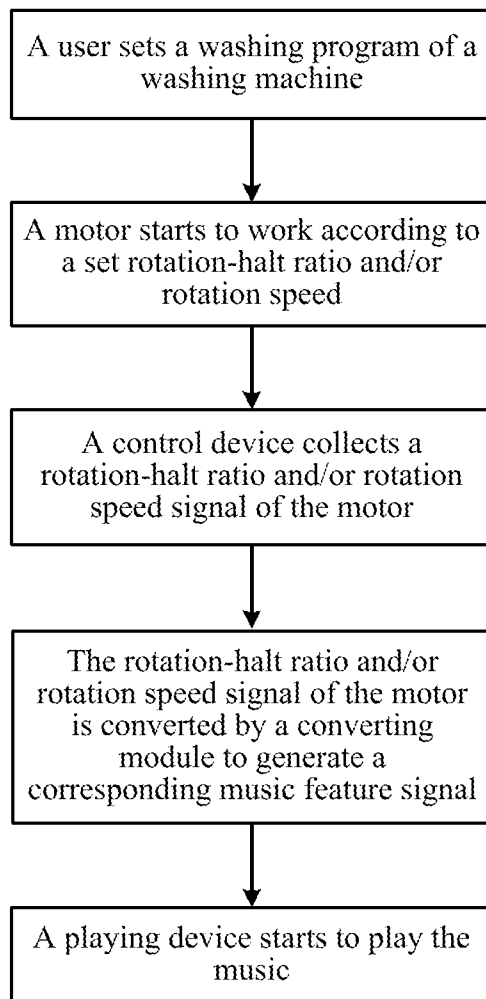 A user sets a washing program of a
washing machine
A motor starts to work according to
a set rotation-halt ratio and/or
rotation speed
A control device collects a
rotation-halt ratio and/or rotation
speed signal of the motor
The rotation-halt ratio and/or
rotation speed signal of the motor
is converted by a converting
module to generate a
corresponding music feature signal
A playing device starts to play the
music